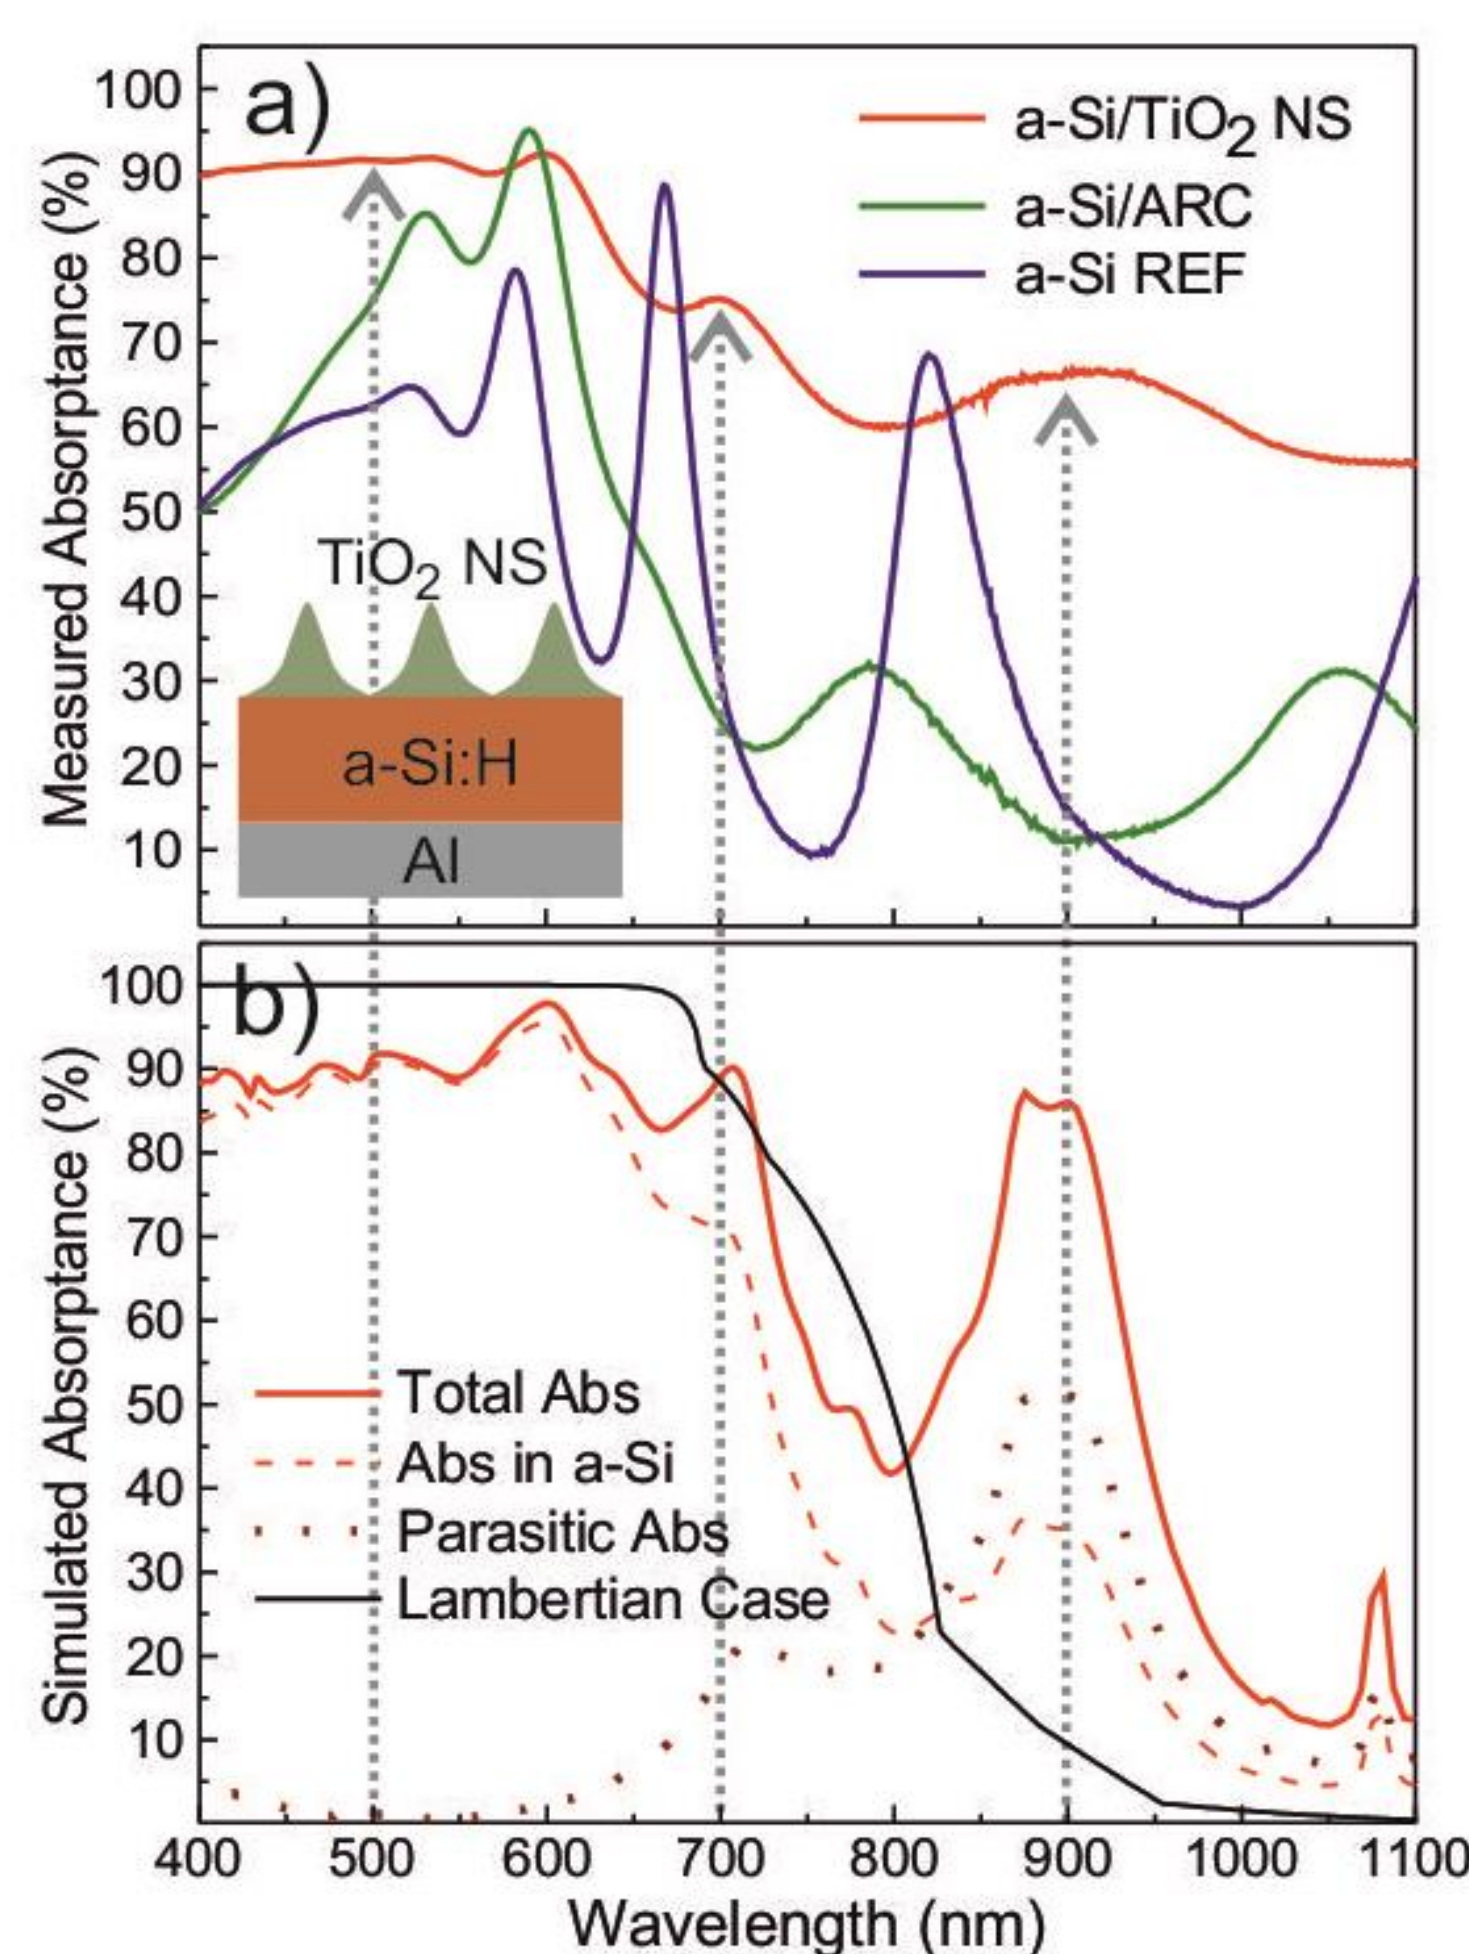 a)
a-Si/TiO₂ NS
a-Si/ARC
a-Si REF
100
90
80
70
60
50
40
30
20
10
Measured Absorptance (%)
TiO₂ NS
a-Si:H
Al
b)
100
90
80
70
60
50
40
30
20
10
Simulated Absorptance (%)
Total Abs
Abs in a-Si
Parasitic Abs
Lambertian Case
400 500 600 700 800 900 1000 1100
Wavelength (nm)